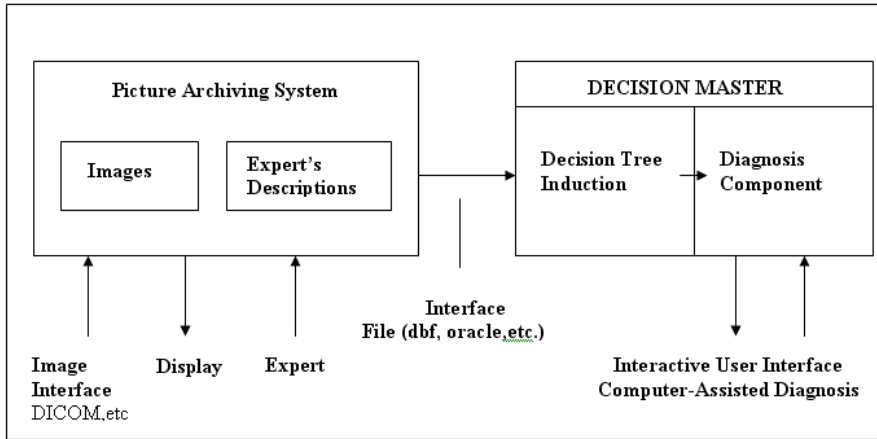 Picture Archiving System
Images
Expert's
Descriptions
DECISION MASTER
Decision Tree
Induction
Diagnosis
Component
Interface
File (dbf, oracle,etc.)
Image
Interface
DICOM,etc
Display
Expert
Interactive User Interface
Computer-Assisted Diagnosis